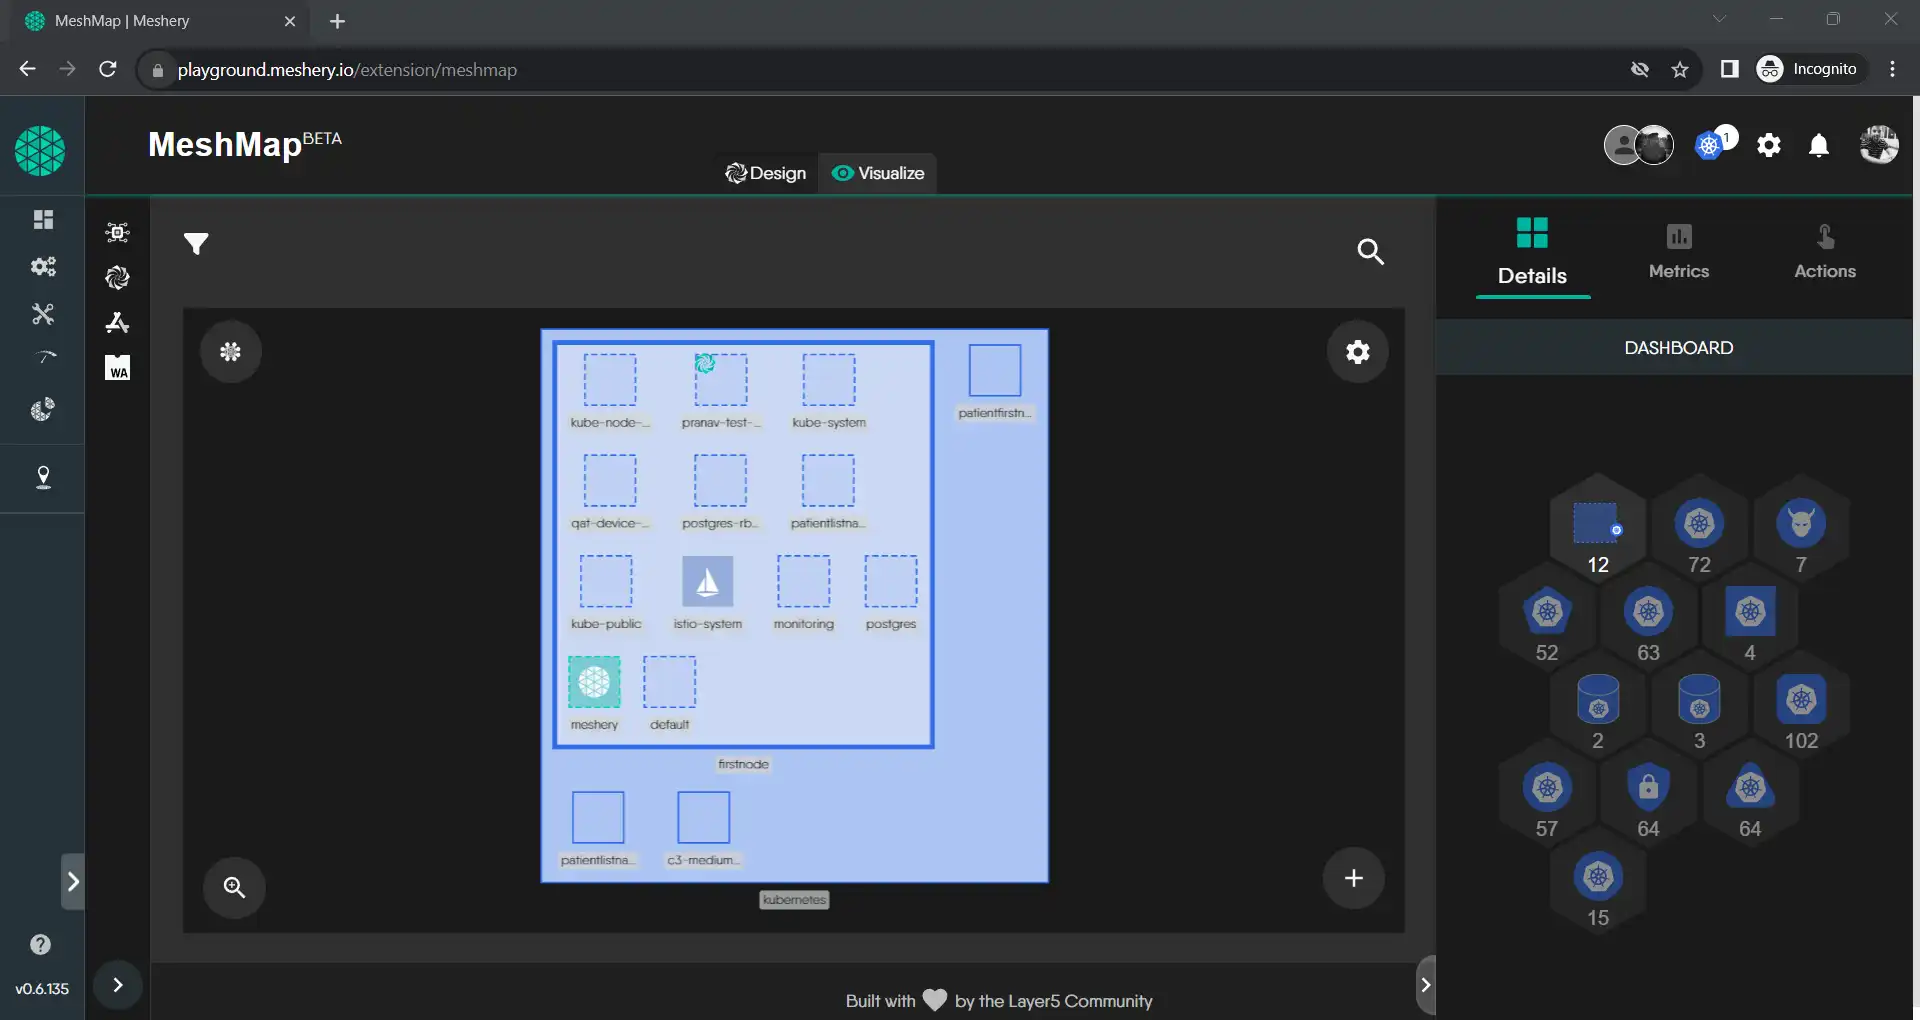 MeshMap | Meshery
playground.meshery.io/extension/meshmap
Incognito
MeshMap BETA
1
Design
Visualize
Details
Metrics
Actions
DASHBOARD
WA
kube-node-...
pranav-test-...
kube-system
patientfirstn...
qat-device-...
postgres-rb...
patientlistna...
kube-public
istio-system
monitoring
postgres
meshery
default
firstnode
patientlistna...
c3-medium...
kubernetes
12
72
7
52
63
4
2
3
102
57
64
64
15
v0.6.135
Built with by the Layer5 Community